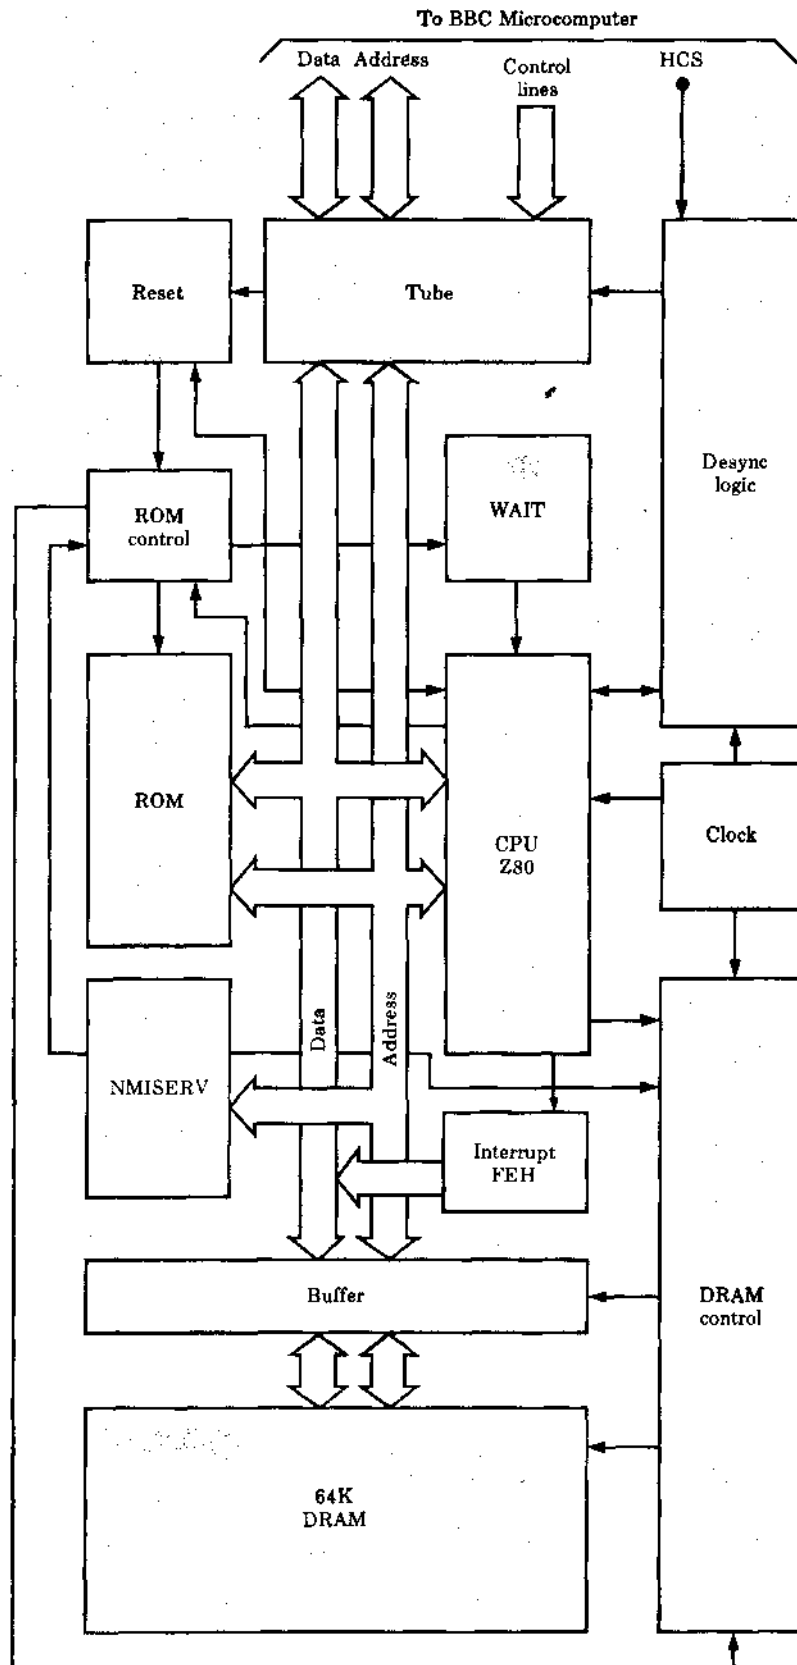 To BBC Microcomputer
Data Address
Control
lines
HCS
Reset
Tube
Desync
logic
ROM
control
WAIT
ROM
CPU
Z80
Clock
Data
Address
NMISERV
Interrupt
FEH
Buffer
DRAM
control
64K
DRAM